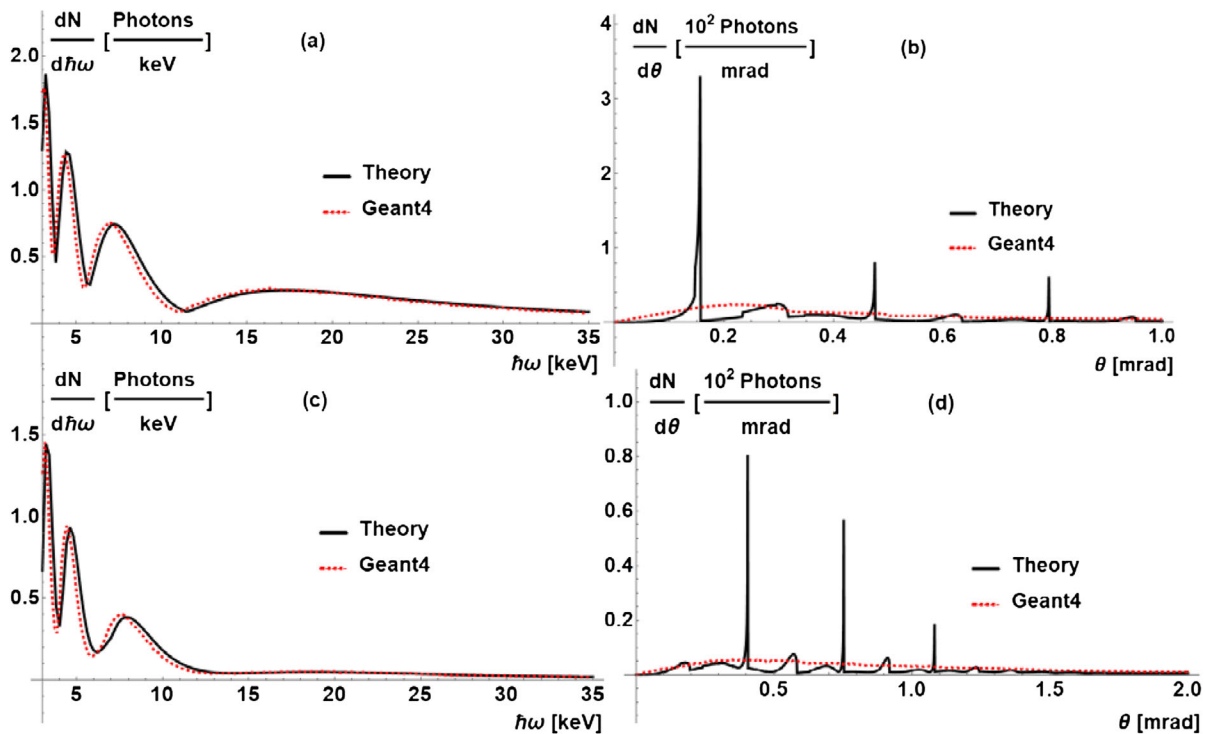 dN [Photons]
dħω keV
(a)
2.0
1.5
1.0
0.5
Theory
Geant4
5 10 15 20 25 30 35
ħω [keV]
dN [10² Photons]
dθ mrad
(b)
4
3
2
1
Theory
Geant4
0.2 0.4 0.6 0.8 1.0
θ [mrad]
dN [Photons]
dħω keV
(c)
1.5
1.0
0.5
Theory
Geant4
5 10 15 20 25 30 35
ħω [keV]
dN [10² Photons]
dθ mrad
(d)
1.0
0.8
0.6
0.4
0.2
0.0
Theory
Geant4
0.5 1.0 1.5 2.0
θ [mrad]